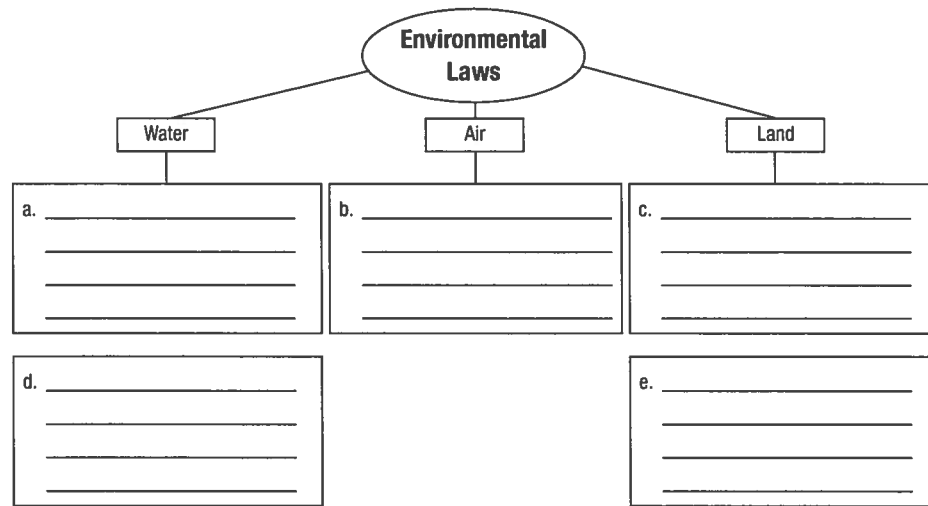 Environmental
Laws
Water
Air
Land
a.
b.
c.
d.
e.